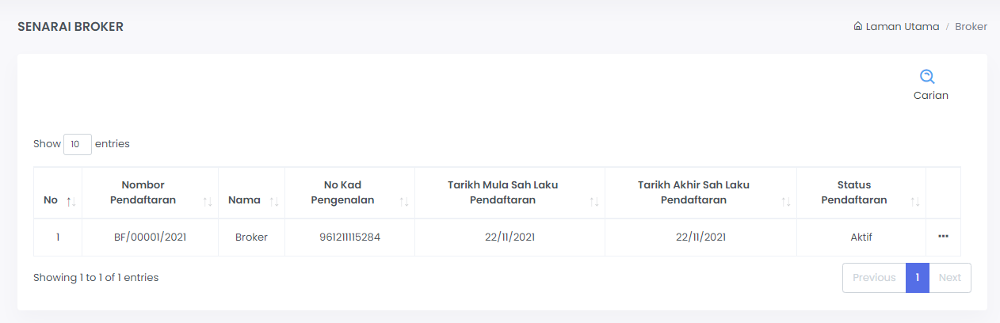 SENARAI BROKER
Laman Utama / Broker
Carian
Show 10 entries
No
Nombor
Pendaftaran
Nama
No Kad
Pengenalan
Tarikh Mula Sah Laku
Pendaftaran
Tarikh Akhir Sah Laku
Pendaftaran
Status
Pendaftaran
1 BF/00001/2021 Broker 961211115284 22/11/2021 22/11/2021 Aktif
Showing 1 to 1 of 1 entries
Previous 1 Next